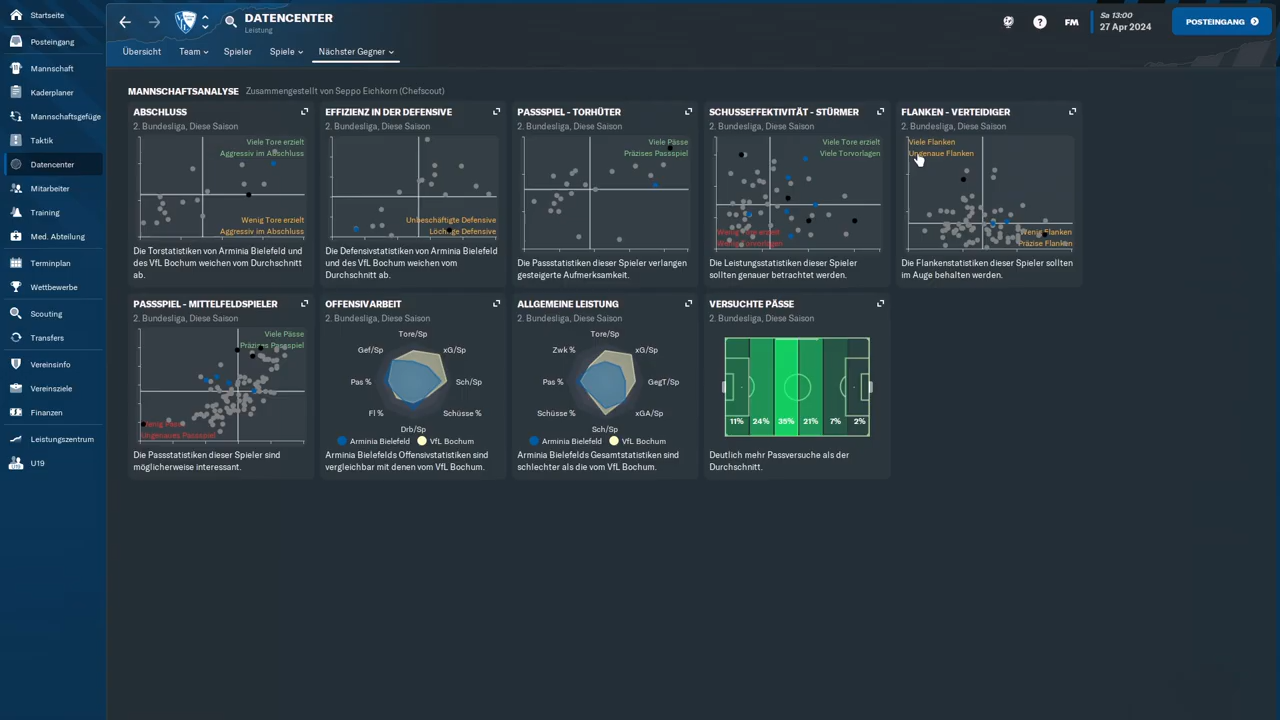 Startseite
Posteingang
Mannschaft
Kaderplaner
Mannschaftsgefüge
Taktik
Datencenter
Mitarbeiter
Training
Med. Abteilung
Terminplan
Wettbewerbe
Scouting
Transfers
Vereinsinfo
Vereinsziele
Finanzen
Leistungszentrum
U19
DATENCENTER
Leistung
FM
Sa 13:00
27 Apr 2024
POSTEINGANG
Übersicht
Team
Spieler
Spiele
Nächster Gegner
MANNSCHAFTSANALYSE Zusammengestellt von Seppo Eichkorn (Chefscout)
ABSCHLUSS
2. Bundesliga, Diese Saison
Viele Tore erzielt
Aggressiv im Abschluss
Wenig Tore erzielt
Aggressiv im Abschluss
Die Torstatistiken von Arminia Bielefeld und
des VfL Bochum weichen vom Durchschnitt
ab.
EFFIZIENZ IN DER DEFENSIVE
2. Bundesliga, Diese Saison
Unbeschäftigte Defensive
Löchrige Defensive
Die Defensivstatistiken von Arminia Bielefeld
und des VfL Bochum weichen vom
Durchschnitt ab.
PASSSPIEL - TORHÜTER
2. Bundesliga, Diese Saison
Viele Pässe
Präzises Passspiel
Die Passstatistiken dieser Spieler verlangen
gesteigerte Aufmerksamkeit.
SCHUSSEFFEKTIVITÄT - STÜRMER
2. Bundesliga, Diese Saison
Viele Tore erzielt
Viele Torvorlagen
Wenig Tore erzielt
Wenig Torvorlagen
Die Leistungsstatistiken dieser Spieler
sollten genauer betrachtet werden.
FLANKEN - VERTEIDIGER
2. Bundesliga, Diese Saison
Viele Flanken
Ungenaue Flanken
Wenig Flanken
Präzise Flanken
Die Flankenstatistiken dieser Spieler sollten
im Auge behalten werden.
PASSSPIEL - MITTELFELDSPIELER
2. Bundesliga, Diese Saison
Viele Pässe
Präzises Passspiel
Wenig Pässe
Ungenaues Passspiel
Die Passstatistiken dieser Spieler sind
möglicherweise interessant.
OFFENSIVARBEIT
2. Bundesliga, Diese Saison
Tore/Sp
Gef/Sp
xG/Sp
Pas %
Sch/Sp
Fl %
Schüsse %
Drb/Sp
Arminia Bielefeld
VfL Bochum
Arminia Bielefelds Offensivstatistiken sind
vergleichbar mit denen vom VfL Bochum.
ALLGEMEINE LEISTUNG
2. Bundesliga, Diese Saison
Tore/Sp
Zwk %
xG/Sp
Pas %
GegT/Sp
Schüsse %
xGA/Sp
Sch/Sp
Arminia Bielefeld
VfL Bochum
Arminia Bielefelds Gesamtstatistiken sind
schlechter als die vom VfL Bochum.
VERSUCHTE PÄSSE
2. Bundesliga, Diese Saison
11% 24% 35% 21% 7% 2%
Deutlich mehr Passversuche als der
Durchschnitt.